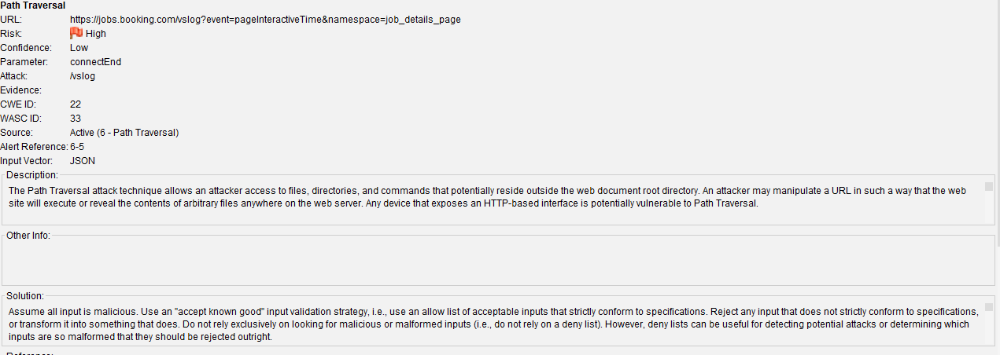 Path Traversal
URL: https://jobs.booking.com/vslog?event=pageInteractiveTime&namespace=job_details_page
Risk: High
Confidence: Low
Parameter: connectEnd
Attack: /vslog
Evidence:
CWE ID: 22
WASC ID: 33
Source: Active (6 - Path Traversal)
Alert Reference: 6-5
Input Vector: JSON
Description:
The Path Traversal attack technique allows an attacker access to files, directories, and commands that potentially reside outside the web document root directory. An attacker may manipulate a URL in such a way that the web
site will execute or reveal the contents of arbitrary files anywhere on the web server. Any device that exposes an HTTP-based interface is potentially vulnerable to Path Traversal.
Other Info:
Solution:
Assume all input is malicious. Use an "accept known good" input validation strategy, i.e., use an allow list of acceptable inputs that strictly conform to specifications. Reject any input that does not strictly conform to specifications,
or transform it into something that does. Do not rely exclusively on looking for malicious or malformed inputs (i.e., do not rely on a deny list). However, deny lists can be useful for detecting potential attacks or determining which
inputs are so malformed that they should be rejected outright.
Reference: